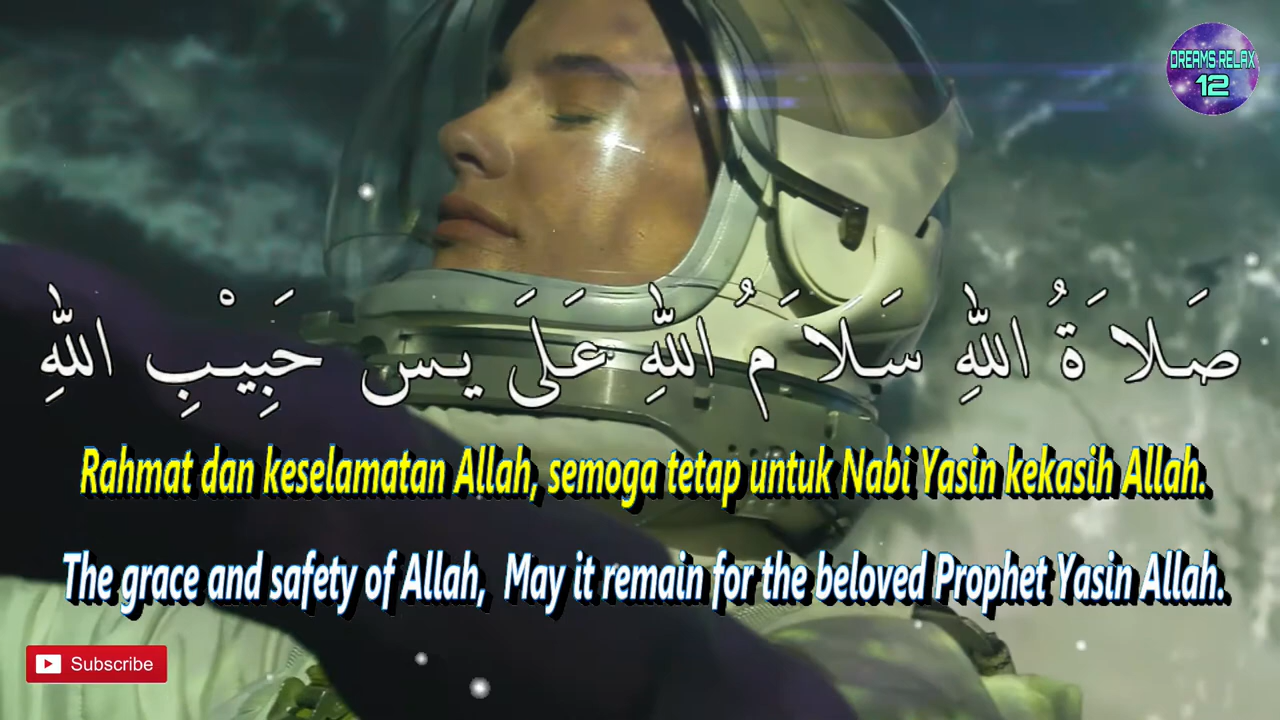 DREAMS RELAX
12
صَلاَةُ اللهِ سَلاَمُ اللهِ عَلَىَ يـس حَبِيْبِ اللهِ
Rahmat dan keselamatan Allah, semoga tetap untuk Nabi Yasin kekasih Allah.
The grace and safety of Allah, May it remain for the beloved Prophet Yasin Allah.
Subscribe